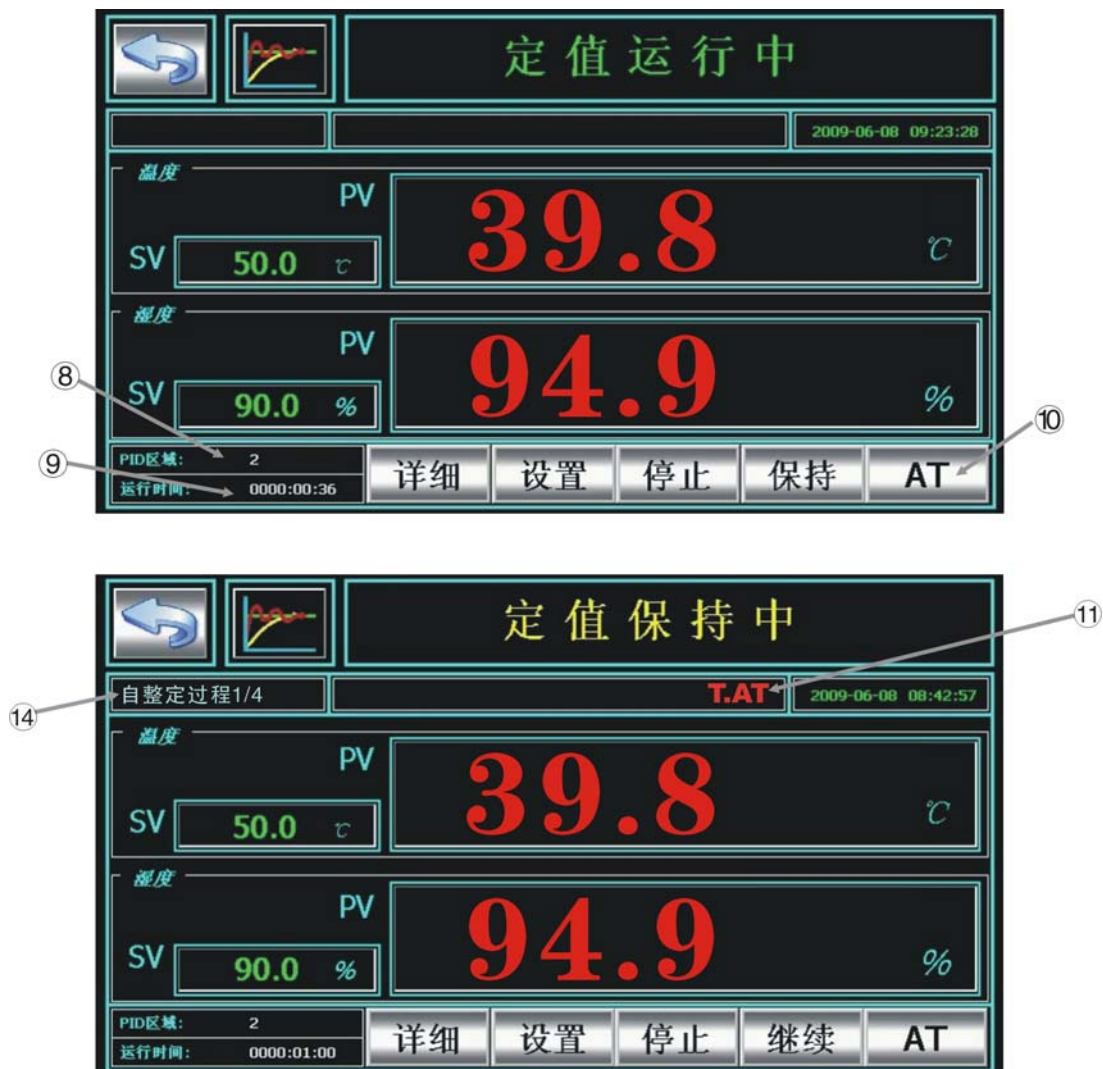 定值运行中
2009-06-08 09:23:28
温度
PV
39.8 ℃
SV 50.0 ℃
湿度
PV
94.9 %
⑧
SV 90.0 %
⑩
⑨
PID区域: 2
运行时间: 0000:00:36
详细 设置 停止 保持 AT
定值保持中
⑪
自整定过程1/4 T.AT 2009-06-08 08:42:57
⑭
温度
PV
39.8 ℃
SV 50.0 ℃
湿度
PV
94.9 %
SV 90.0 %
PID区域: 2
运行时间: 0000:01:00
详细 设置 停止 继续 AT